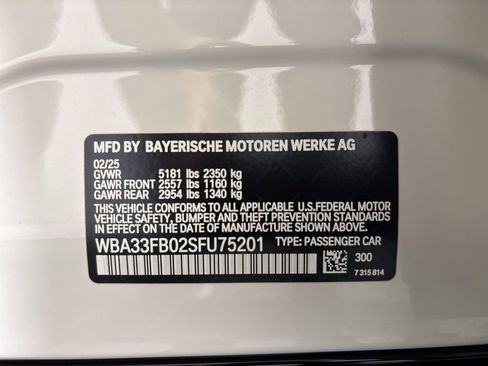 MFD BY BAYERISCHE MOTOREN WERKE AG
02/25
GVWR 5181 lbs 2350 kg
GAWR FRONT 2557 lbs 1160 kg
GAWR REAR 2954 lbs 1340 kg
THIS VEHICLE CONFORMS TO ALL APPLICABLE U.S.FEDERAL MOTOR
VEHICLE SAFETY, BUMPER AND THEFT PREVENTION STANDARDS
IN EFFECT ON THE DATE OF MANUFACTURE SHOWN ABOVE.
WBA33FB02SFU75201 TYPE: PASSENGER CAR
300
7 315 814